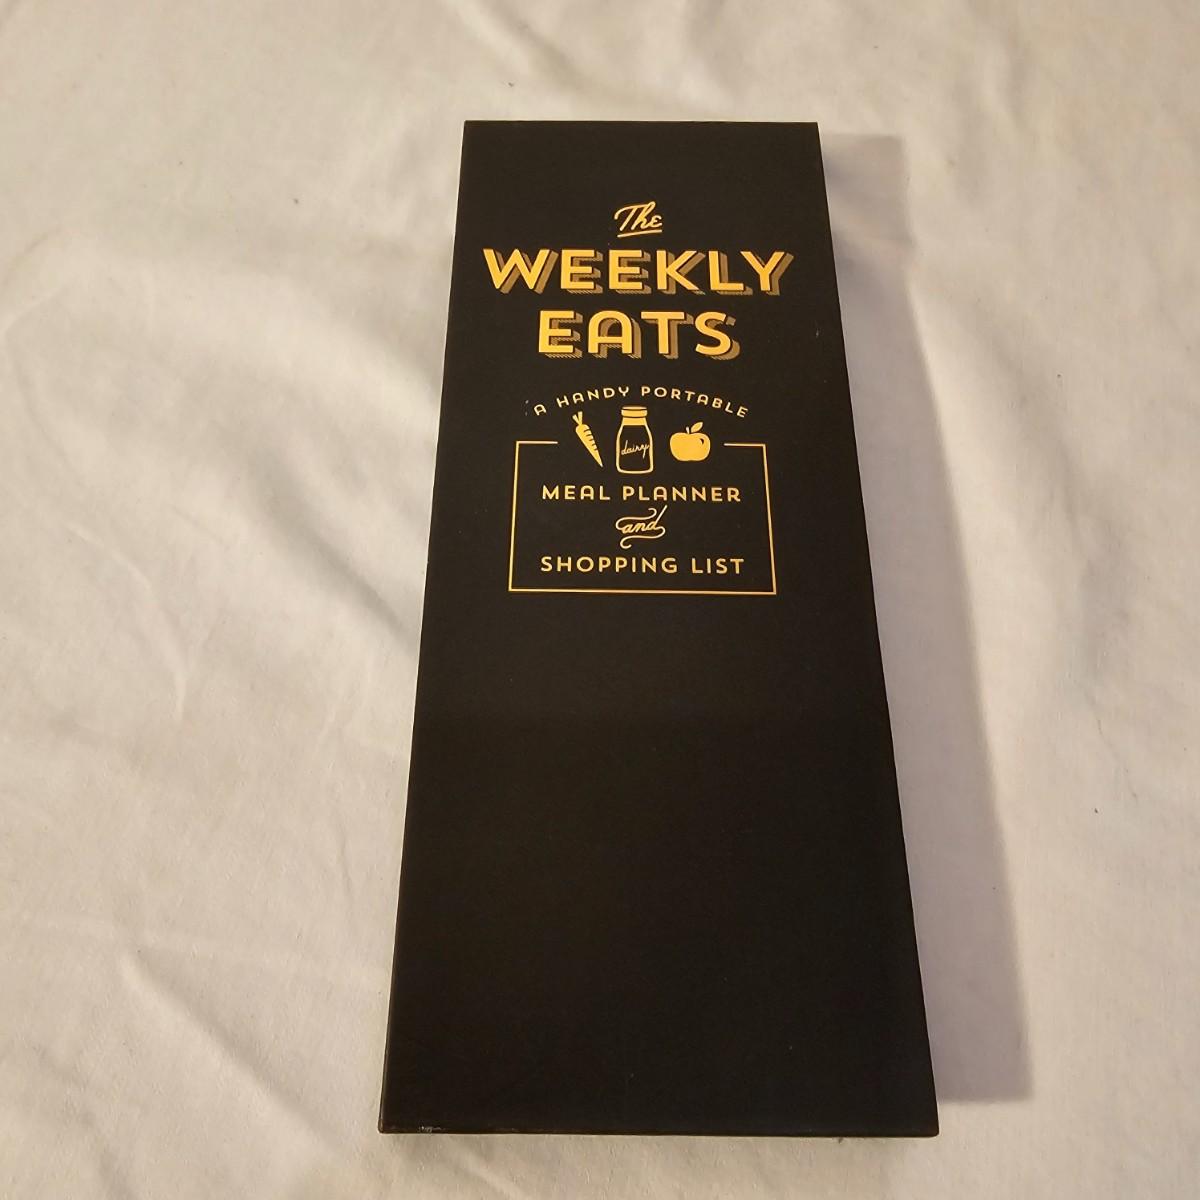 The
WEEKLY
EATS
A HANDY PORTABLE
dairy
MEAL PLANNER
and
SHOPPING LIST